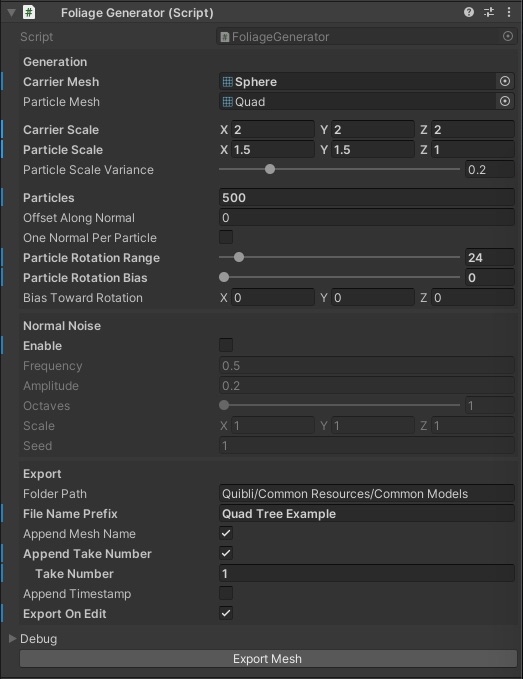 Foliage Generator (Script)
Script FoliageGenerator
Generation
Carrier Mesh Sphere
Particle Mesh Quad
Carrier Scale X 2 Y 2 Z 2
Particle Scale X 1.5 Y 1.5 Z 1
Particle Scale Variance 0.2
Particles 500
Offset Along Normal 0
One Normal Per Particle
Particle Rotation Range 24
Particle Rotation Bias 0
Bias Toward Rotation X 0 Y 0 Z 0
Normal Noise
Enable
Frequency 0.5
Amplitude 0.2
Octaves 1
Scale X 1 Y 1 Z 1
Seed 1
Export
Folder Path Quibli/Common Resources/Common Models
File Name Prefix Quad Tree Example
Append Mesh Name
Append Take Number
Take Number 1
Append Timestamp
Export On Edit
Debug
Export Mesh